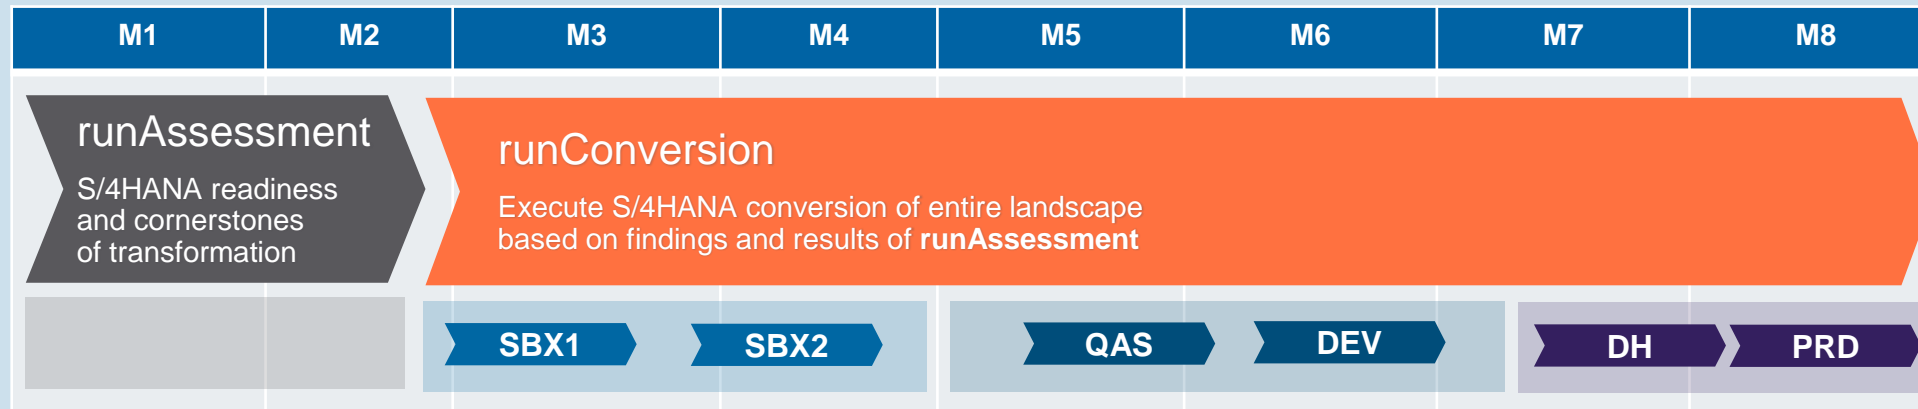 M1 M2 M3 M4 M5 M6 M7 M8
runAssessment
S/4HANA readiness
and cornerstones
of transformation
runConversion
Execute S/4HANA conversion of entire landscape
based on findings and results of runAssessment
SBX1 SBX2 QAS DEV DH PRD